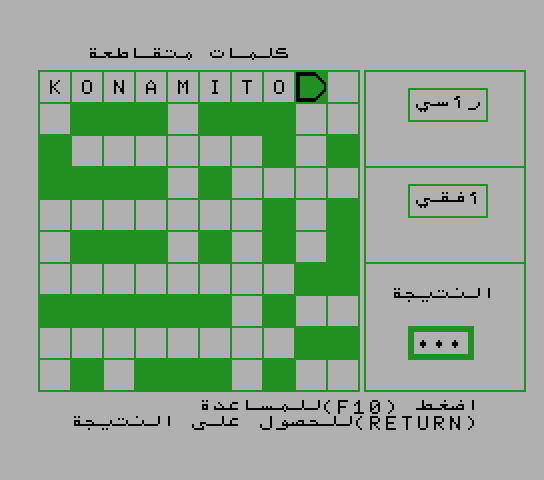 كلمات متقاطعة
KONAMITO
رأسي
أفقي
النتيجة
...
اضغط (F10)للمساعدة
(RETURN)للحصول على النتيجة